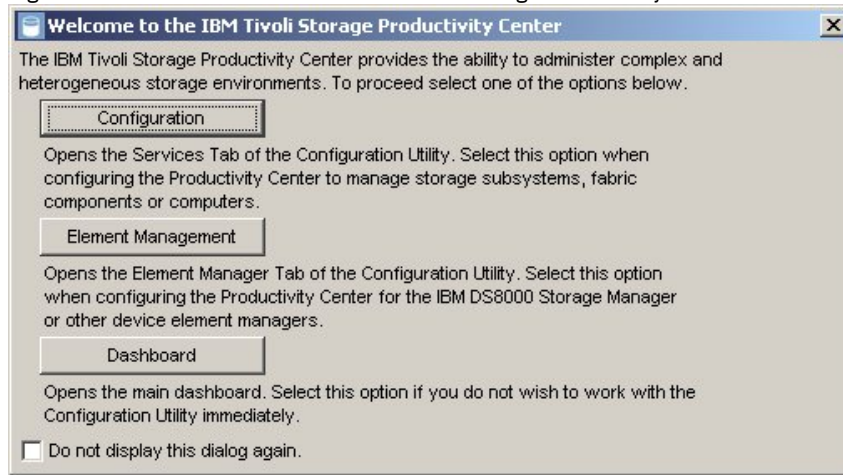 Welcome to the IBM Tivoli Storage Productivity Center
The IBM Tivoli Storage Productivity Center provides the ability to administer complex and
heterogeneous storage environments. To proceed select one of the options below.
Configuration
Opens the Services Tab of the Configuration Utility. Select this option when
configuring the Productivity Center to manage storage subsystems, fabric
components or computers.
Element Management
Opens the Element Manager Tab of the Configuration Utility. Select this option
when configuring the Productivity Center for the IBM DS8000 Storage Manager
or other device element managers.
Dashboard
Opens the main dashboard. Select this option if you do not wish to work with the
Configuration Utility immediately.
Do not display this dialog again.